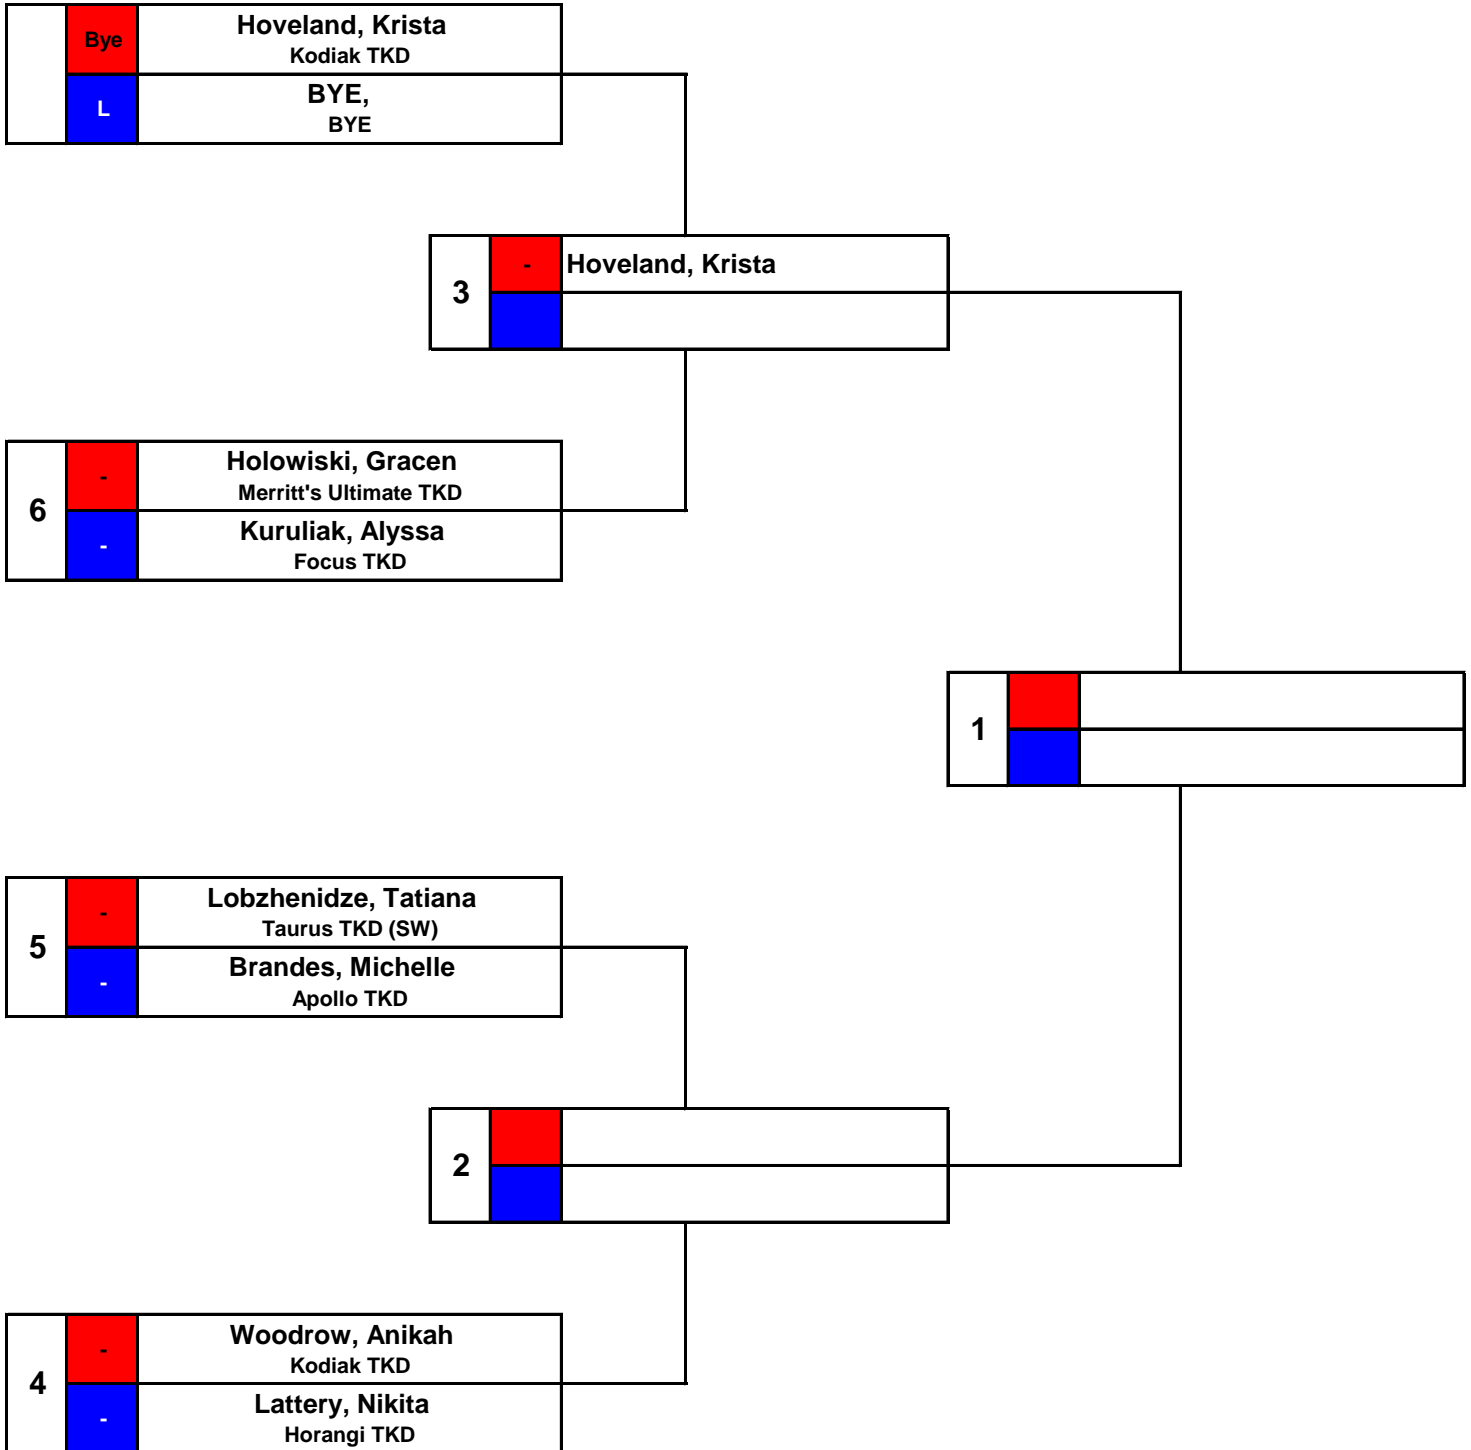 Bye
Hoveland, Krista
Kodiak TKD
L
BYE,
BYE
3
-
Hoveland, Krista
6
-
Holowiski, Gracen
Merritt's Ultimate TKD
-
Kuruliak, Alyssa
Focus TKD
1
5
-
Lobzhenidze, Tatiana
Taurus TKD (SW)
-
Brandes, Michelle
Apollo TKD
2
4
-
Woodrow, Anikah
Kodiak TKD
-
Lattery, Nikita
Horangi TKD